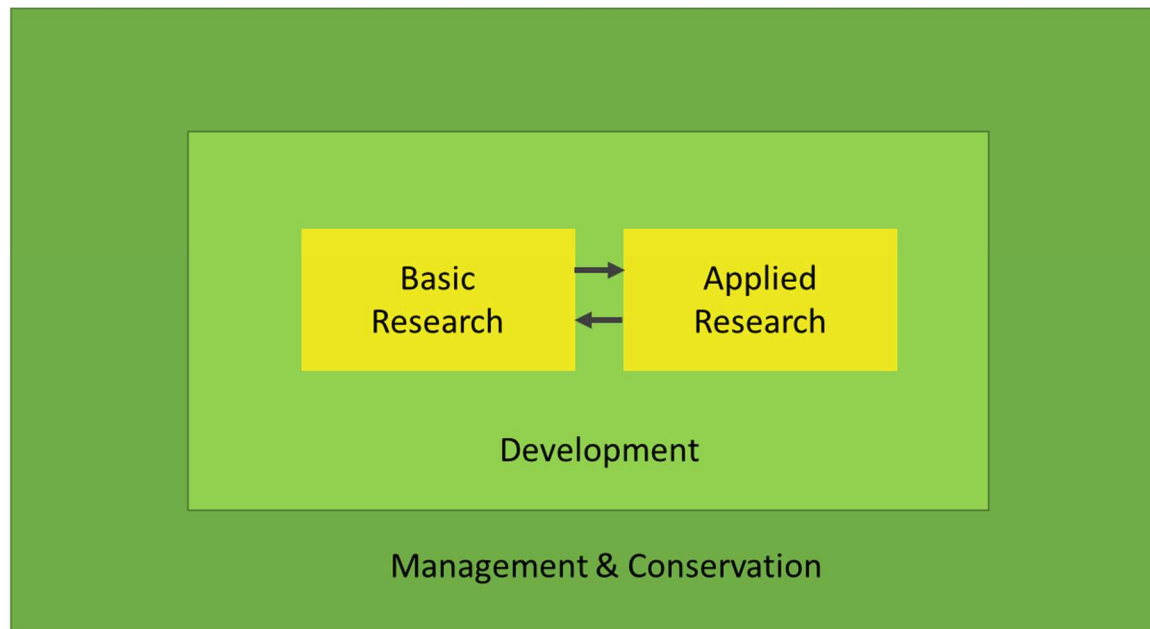 Basic
Research
Applied
Research
Development
Management & Conservation